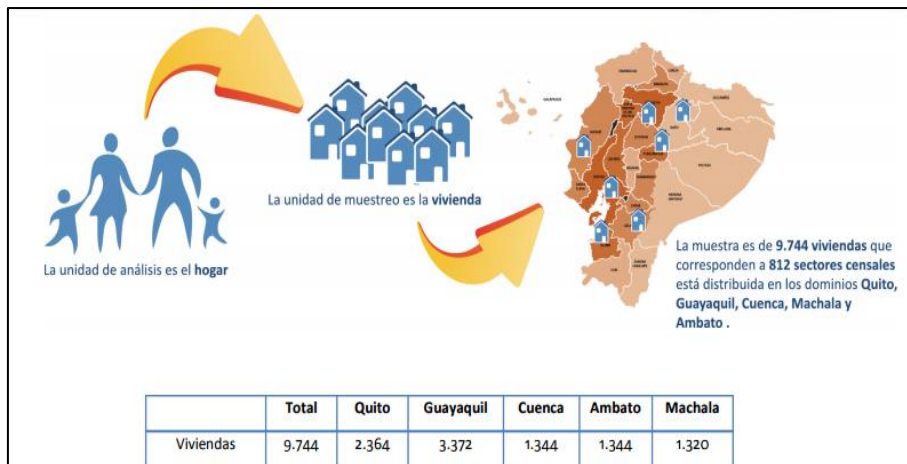 La unidad de análisis es el hogar
La unidad de muestreo es la vivienda
La muestra es de 9.744 viviendas que
corresponden a 812 sectores censales
está distribuida en los dominios Quito,
Guayaquil, Cuenca, Machala y
Ambato .
Total Quito Guayaquil Cuenca Ambato Machala
Viviendas 9.744 2.364 3.372 1.344 1.344 1.320